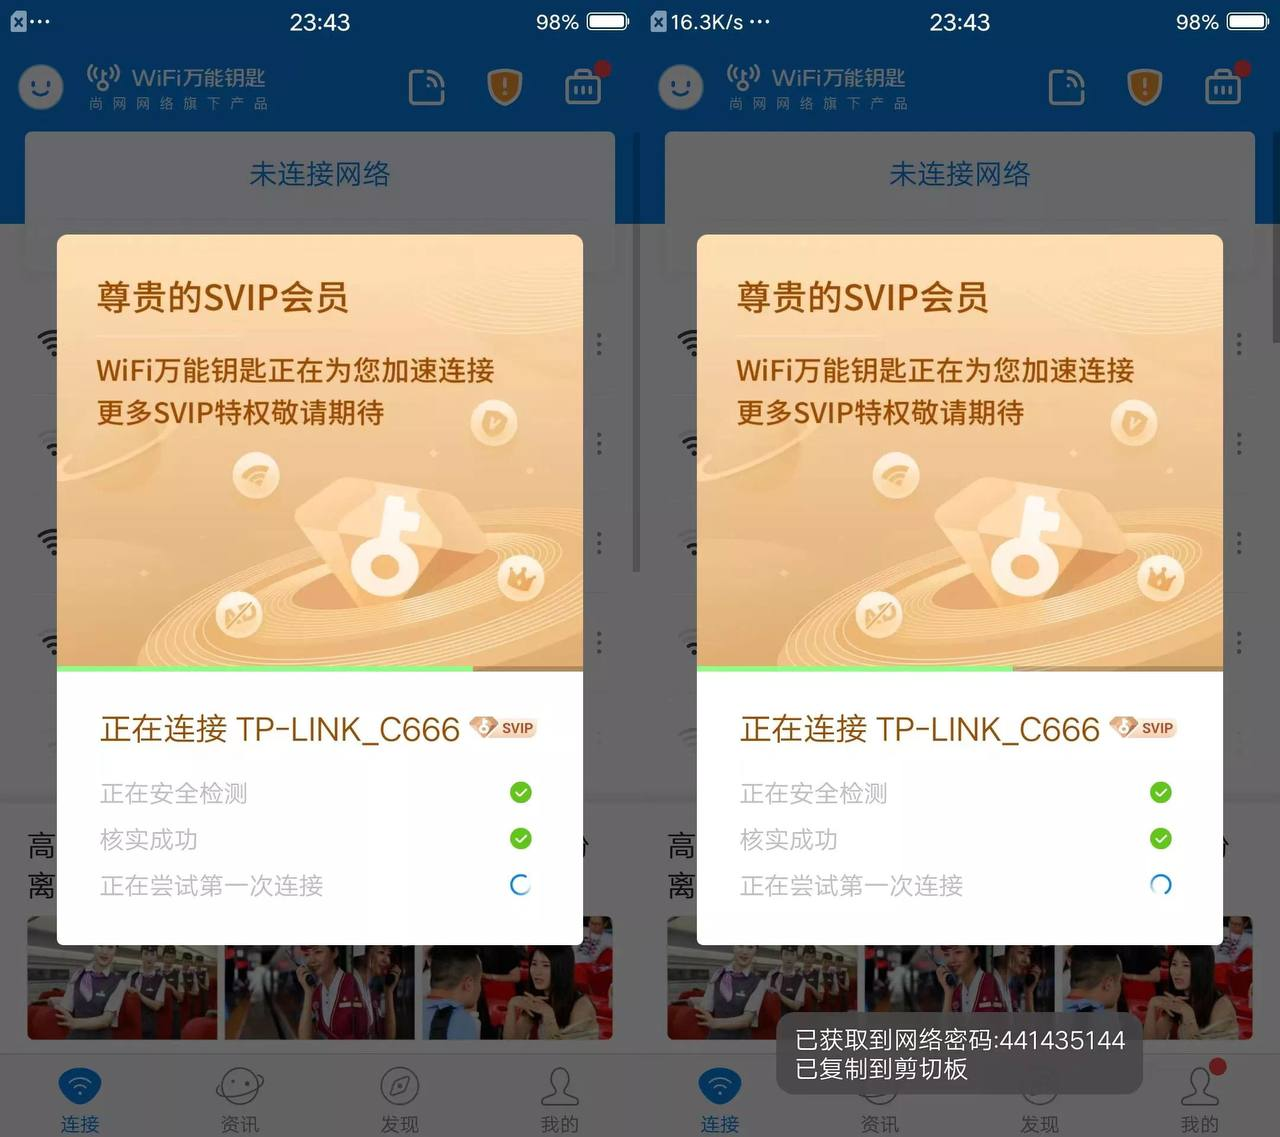 23:43
98%
WiFi万能钥匙
尚网网络旗下产品
未连接网络
尊贵的SVIP会员
WiFi万能钥匙正在为您加速连接
更多SVIP特权敬请期待
AD
正在连接 TP-LINK_C666 SVIP
正在安全检测
核实成功
正在尝试第一次连接
高
离
连接
资讯
发现
我的
16.3K/s
23:43
98%
WiFi万能钥匙
尚网网络旗下产品
未连接网络
尊贵的SVIP会员
WiFi万能钥匙正在为您加速连接
更多SVIP特权敬请期待
AD
正在连接 TP-LINK_C666 SVIP
正在安全检测
核实成功
正在尝试第一次连接
高
离
已获取到网络密码:441435144
已复制到剪切板
连接
资讯
发现
我的